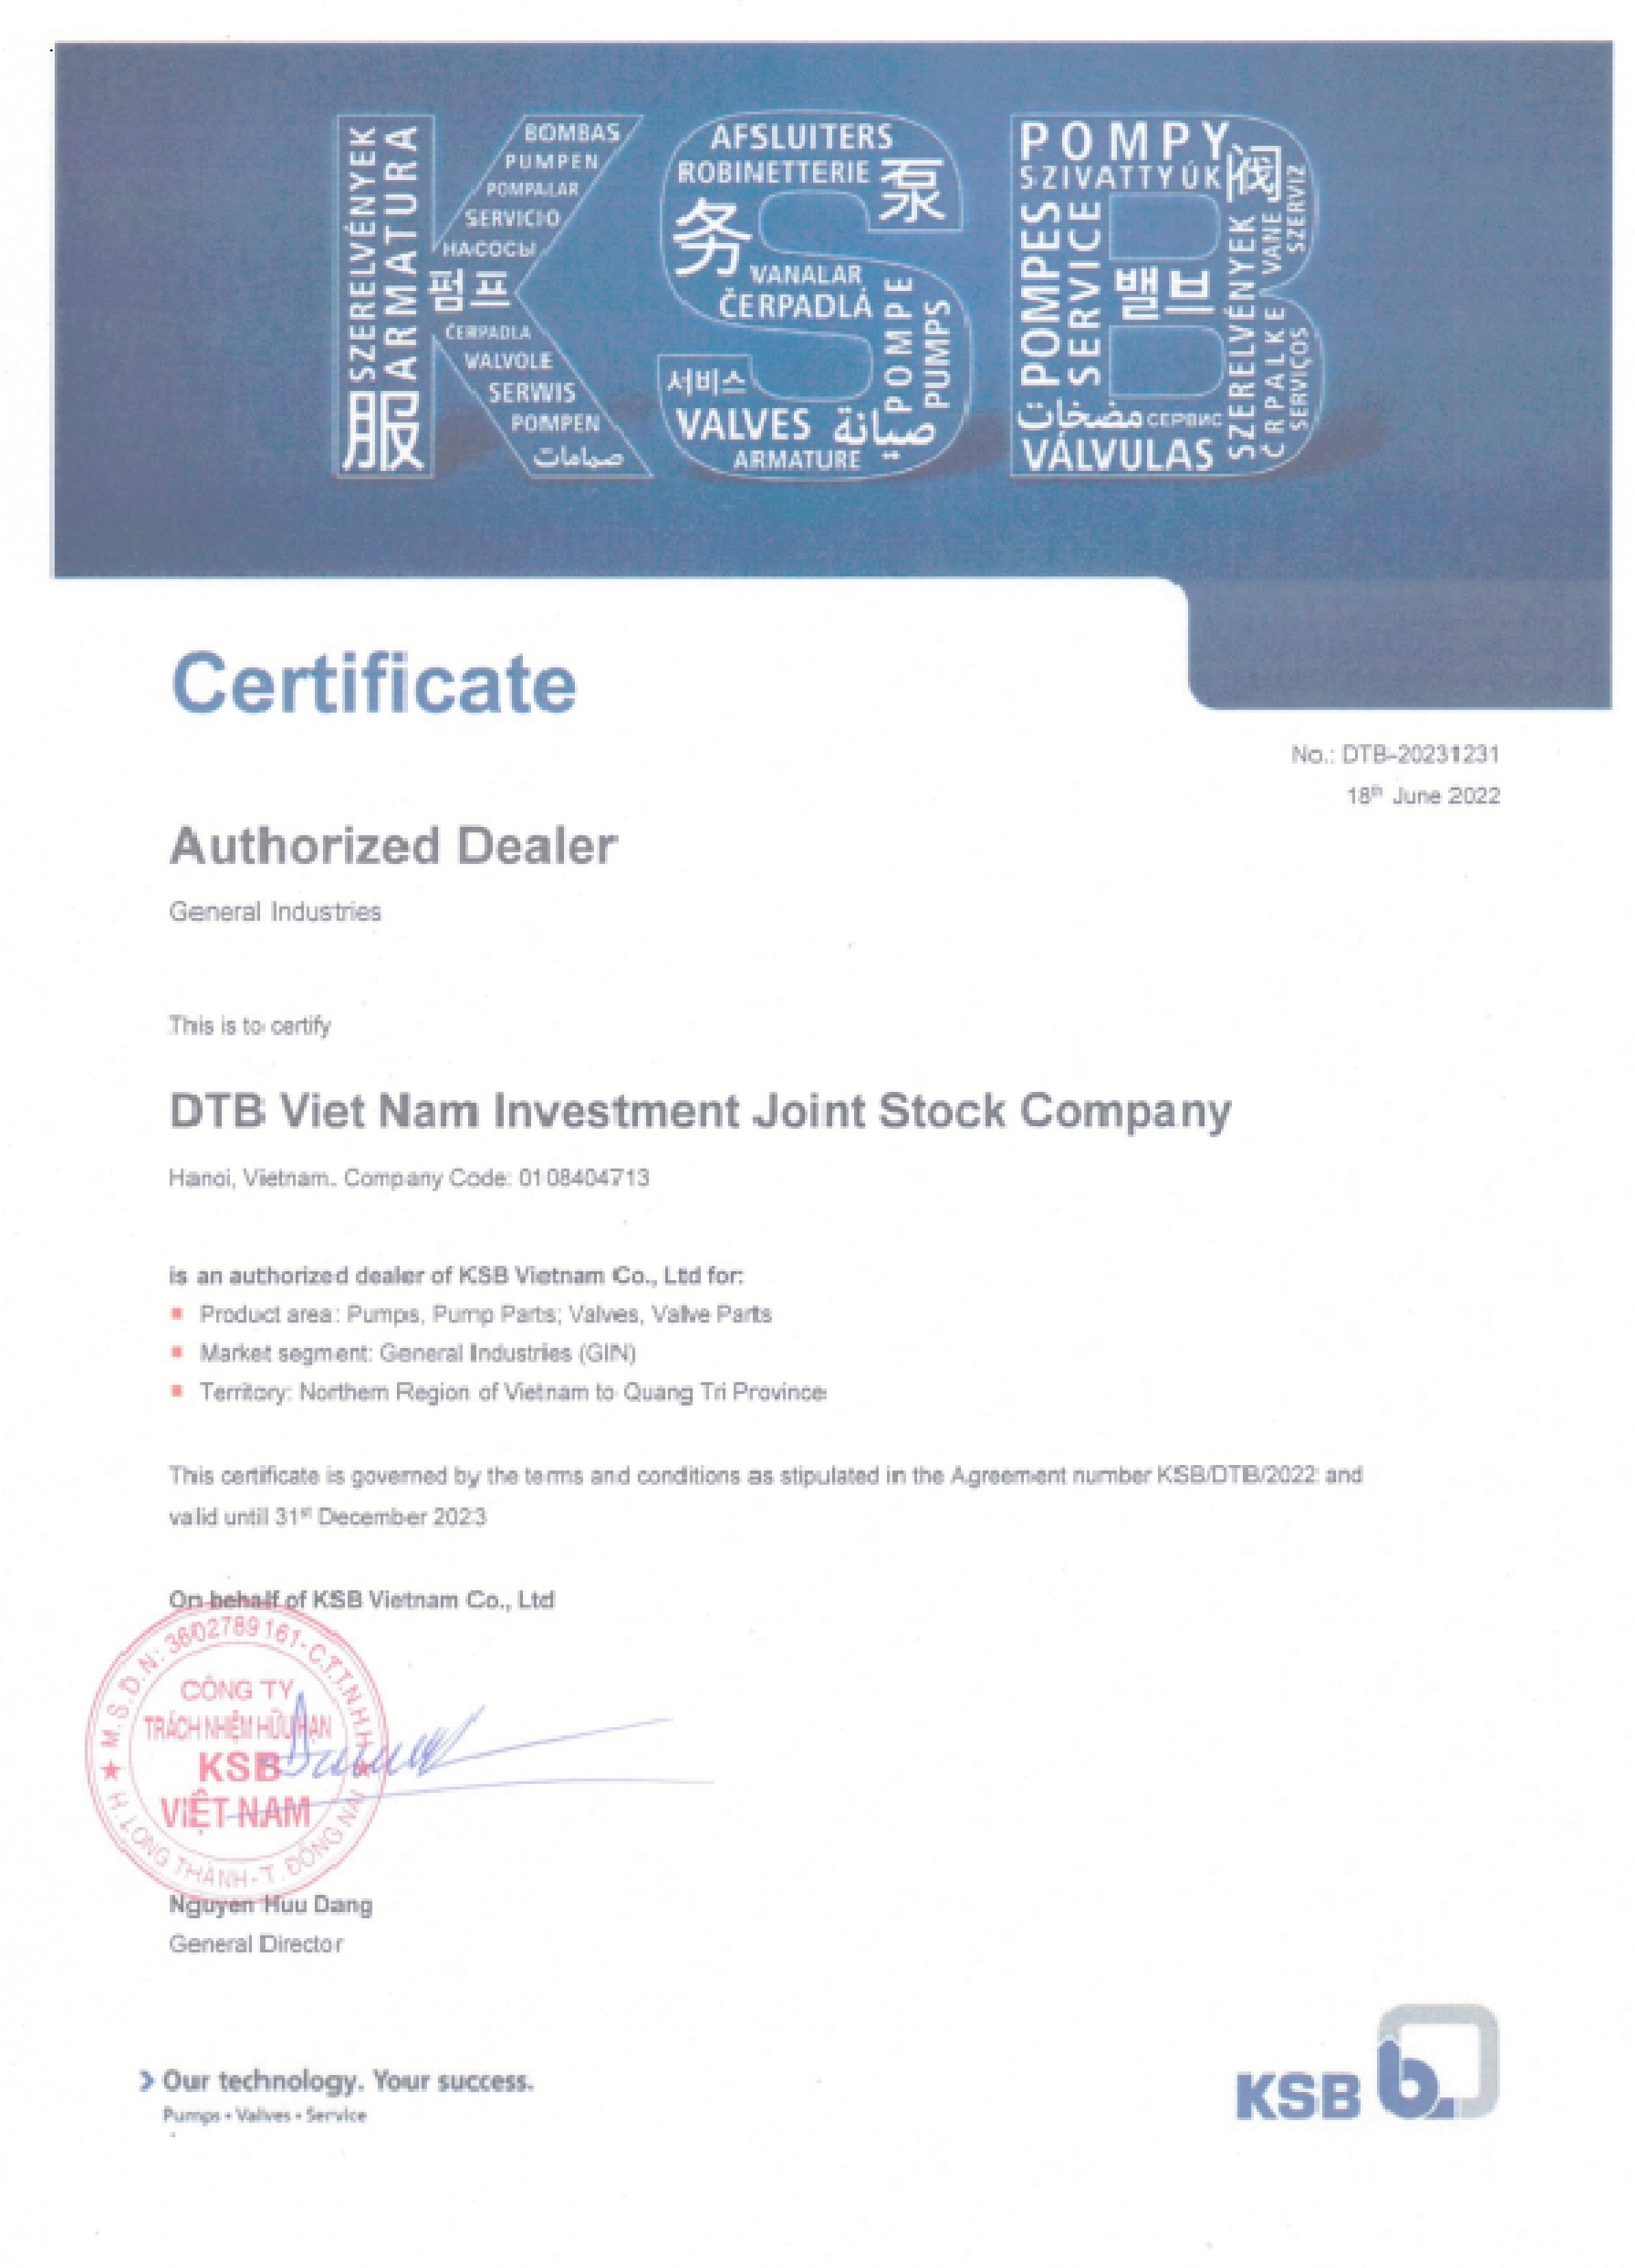 SZERELVÉNYEK
ARMATURA
服
BOMBAS
PUMPEN
POMPALAR
SERVICIO
НАСОСЫ
펌프
ČERPADLA
VALVOLE
SERWIS
POMPEN
صمامات
AFSLUITERS
ROBINETTERIE
泵
务
VANALAR
ČERPADLÁ
POMPE
PUMPS
서비스
VALVES
صيانة
ARMATURE
POMPY
SZIVATTYÚK
阀
POMPES
SERVICE
밸브
SZERELVÉNYEK
ČRPALKE
VANE
SZERVIZ
SERVIÇOS
مضخات
СЕРВИС
VÁLVULAS
Certificate
No.: DTB-20231231
18th June 2022
Authorized Dealer
General Industries
This is to certify
DTB Viet Nam Investment Joint Stock Company
Hanoi, Vietnam. Company Code: 0108404713
is an authorized dealer of KSB Vietnam Co., Ltd for:
▪ Product area: Pumps, Pump Parts; Valves, Valve Parts
▪ Market segment: General Industries (GIN)
▪ Territory: Northern Region of Vietnam to Quang Tri Province
This certificate is governed by the terms and conditions as stipulated in the Agreement number KSB/DTB/2022 and
valid until 31st December 2023
On behalf of KSB Vietnam Co., Ltd
M.S.D.N: 3602789161-C.T.T.N.H.H
CÔNG TY
TRÁCH NHIỆM HỮU HẠN
KSB
VIỆT NAM
H. LONG THÀNH - T. ĐỒNG NAI
Nguyen Huu Dang
General Director
Our technology. Your success.
Pumps • Valves • Service
KSB